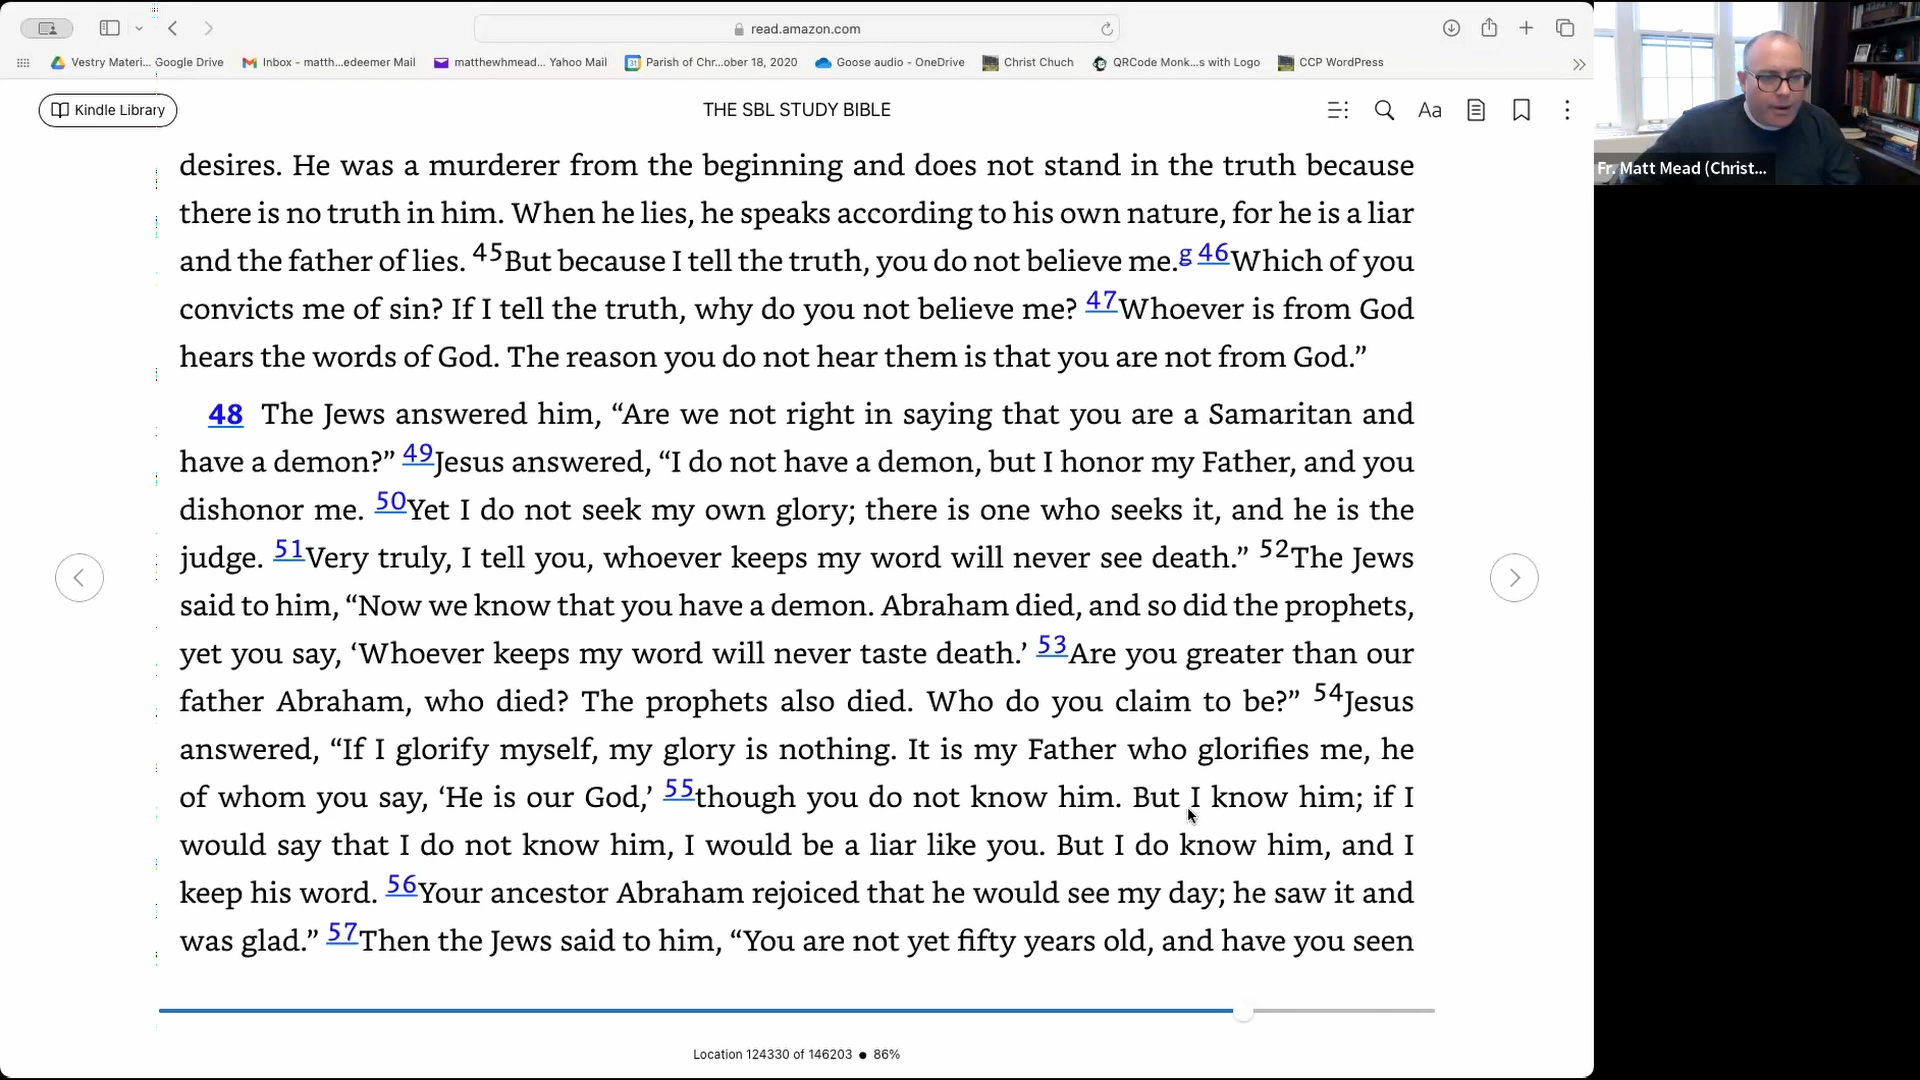 read.amazon.com
Vestry Materi... Google Drive
Inbox - matth...edeemer Mail
matthewhmead... Yahoo Mail
Parish of Chr...ober 18, 2020
Goose audio - OneDrive
Christ Chuch
QRCode Monk...s with Logo
CCP WordPress
Kindle Library
THE SBL STUDY BIBLE
Aa
Fr. Matt Mead (Christ...
desires. He was a murderer from the beginning and does not stand in the truth because
there is no truth in him. When he lies, he speaks according to his own nature, for he is a liar
and the father of lies. 45But because I tell the truth, you do not believe me.g 46Which of you
convicts me of sin? If I tell the truth, why do you not believe me? 47Whoever is from God
hears the words of God. The reason you do not hear them is that you are not from God.”
48 The Jews answered him, “Are we not right in saying that you are a Samaritan and
have a demon?” 49Jesus answered, “I do not have a demon, but I honor my Father, and you
dishonor me. 50Yet I do not seek my own glory; there is one who seeks it, and he is the
judge. 51Very truly, I tell you, whoever keeps my word will never see death.” 52The Jews
said to him, “Now we know that you have a demon. Abraham died, and so did the prophets,
yet you say, ‘Whoever keeps my word will never taste death.’ 53Are you greater than our
father Abraham, who died? The prophets also died. Who do you claim to be?” 54Jesus
answered, “If I glorify myself, my glory is nothing. It is my Father who glorifies me, he
of whom you say, ‘He is our God,’ 55though you do not know him. But I know him; if I
would say that I do not know him, I would be a liar like you. But I do know him, and I
keep his word. 56Your ancestor Abraham rejoiced that he would see my day; he saw it and
was glad.” 57Then the Jews said to him, “You are not yet fifty years old, and have you seen
Location 124330 of 146203 ● 86%